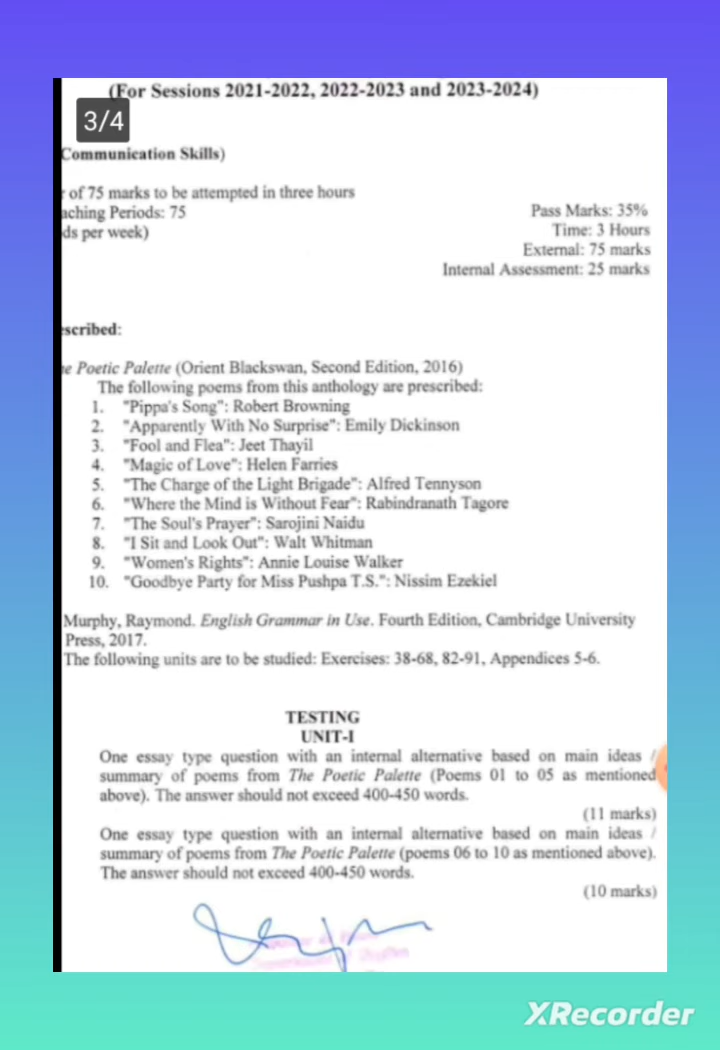 (For Sessions 2021-2022, 2022-2023 and 2023-2024)
3/4
Communication Skills)
of 75 marks to be attempted in three hours
aching Periods: 75
Pass Marks: 35%
ds per week)
Time: 3 Hours
External: 75 marks
Internal Assessment: 25 marks
escribed:
e Poetic Palette (Orient Blackswan, Second Edition, 2016)
The following poems from this anthology are prescribed:
1. "Pippa's Song": Robert Browning
2. "Apparently With No Surprise": Emily Dickinson
3. "Fool and Flea": Jeet Thayil
4. "Magic of Love": Helen Farries
5. "The Charge of the Light Brigade": Alfred Tennyson
6. "Where the Mind is Without Fear": Rabindranath Tagore
7. "The Soul's Prayer": Sarojini Naidu
8. "I Sit and Look Out": Walt Whitman
9. "Women's Rights": Annie Louise Walker
10. "Goodbye Party for Miss Pushpa T.S.": Nissim Ezekiel
Murphy, Raymond. English Grammar in Use. Fourth Edition, Cambridge University
Press, 2017.
The following units are to be studied: Exercises: 38-68, 82-91, Appendices 5-6.
TESTING
UNIT-I
One essay type question with an internal alternative based on main ideas /
summary of poems from The Poetic Palette (Poems 01 to 05 as mentioned
above). The answer should not exceed 400-450 words.
(11 marks)
One essay type question with an internal alternative based on main ideas /
summary of poems from The Poetic Palette (poems 06 to 10 as mentioned above).
The answer should not exceed 400-450 words.
(10 marks)
XRecorder